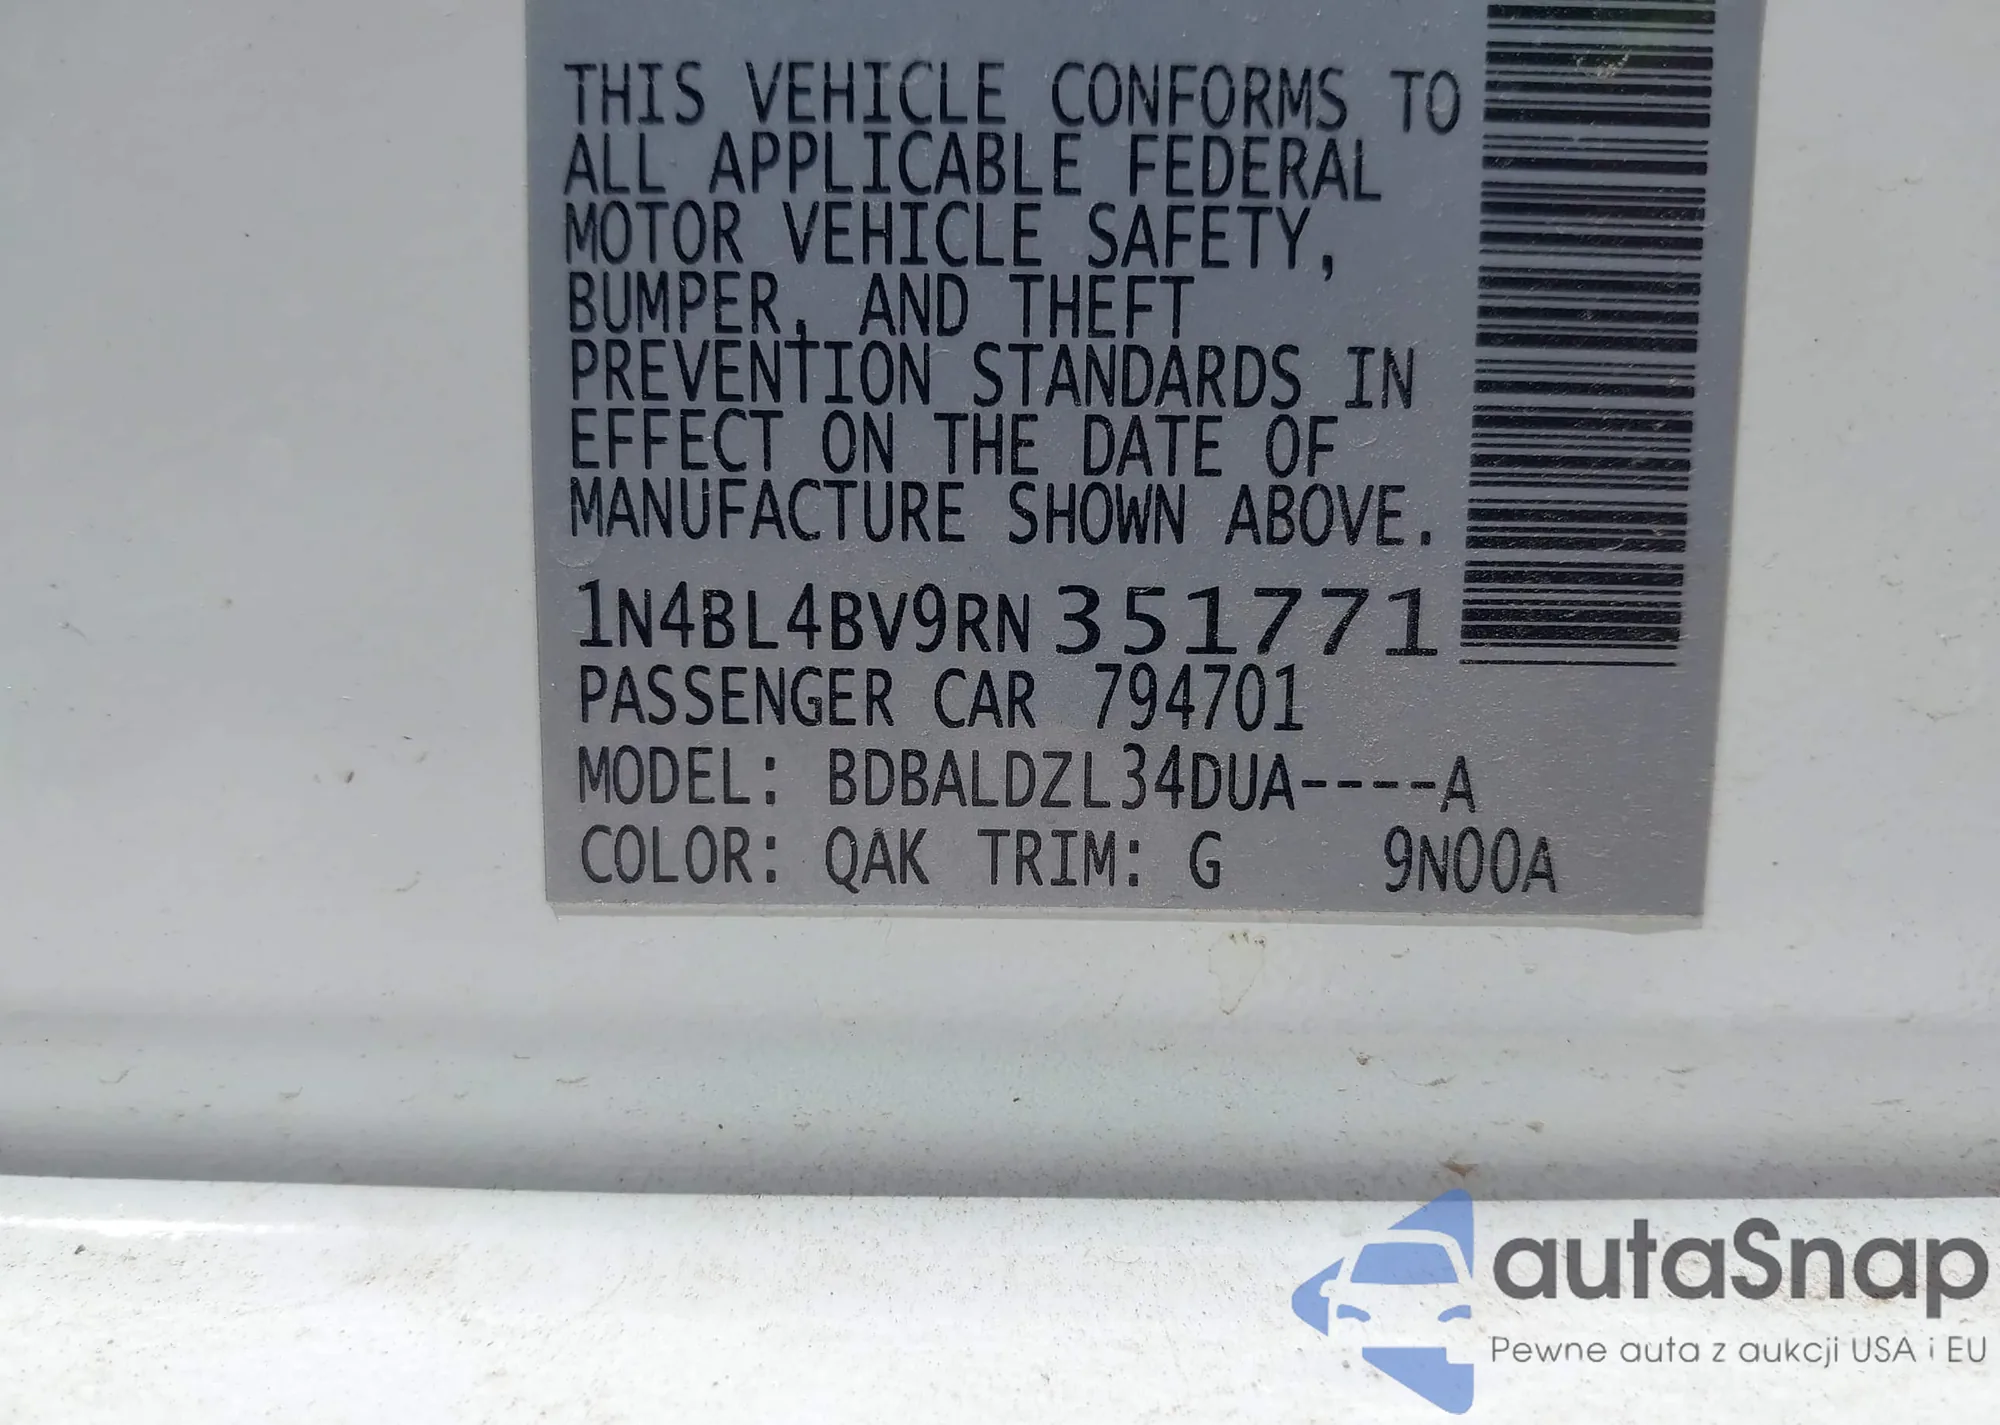 THIS VEHICLE CONFORMS TO
ALL APPLICABLE FEDERAL
MOTOR VEHICLE SAFETY,
BUMPER, AND THEFT
PREVENTION STANDARDS IN
EFFECT ON THE DATE OF
MANUFACTURE SHOWN ABOVE.
1N4BL4BV9RN351771
PASSENGER CAR 794701
MODEL: BDBALDZL34DUA----A
COLOR: QAK TRIM: G 9N00A
autaSnap
Pewne auta z aukcji USA i EU